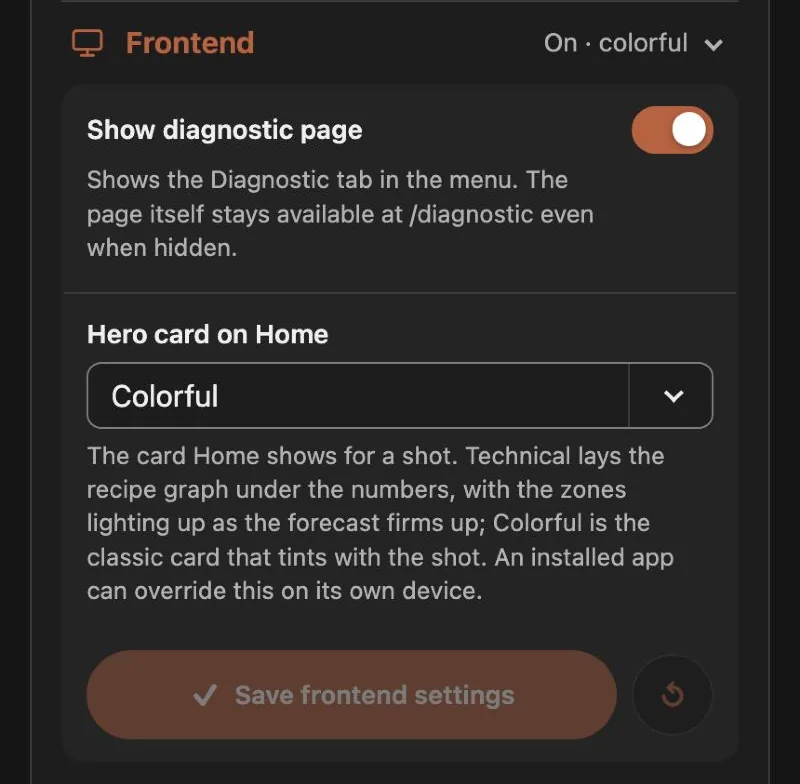 Frontend
On · colorful
Show diagnostic page
Shows the Diagnostic tab in the menu. The
page itself stays available at /diagnostic even
when hidden.
Hero card on Home
Colorful
The card Home shows for a shot. Technical lays the
recipe graph under the numbers, with the zones
lighting up as the forecast firms up; Colorful is the
classic card that tints with the shot. An installed app
can override this on its own device.
Save frontend settings